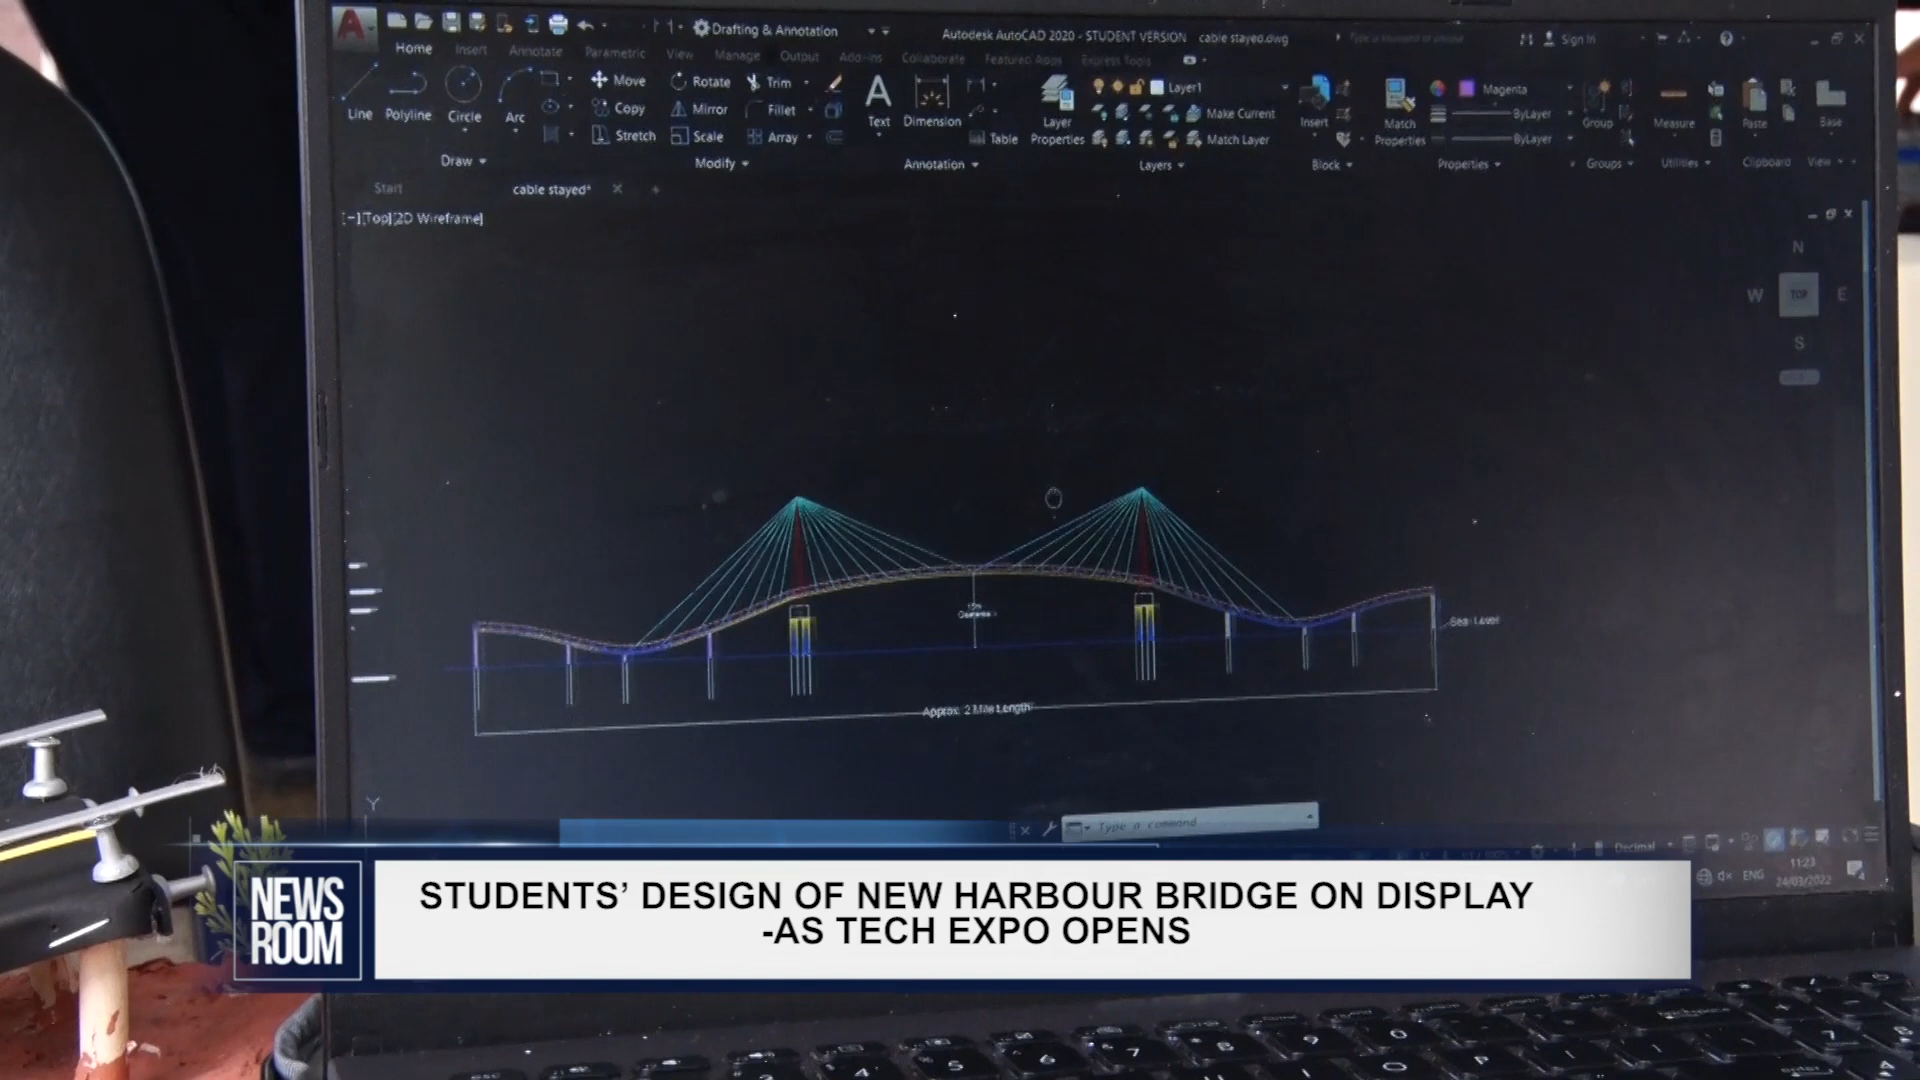 Drafting & Annotation
Autodesk AutoCAD 2020 - STUDENT VERSION cable stayed.dwg
Sign In
Home Insert Annotate Parametric View Manage Output Add-ins Collaborate Featured Apps Express Tools
Line Polyline Circle Arc
Move Rotate Trim
Copy Mirror Fillet
Stretch Scale Array
Text Dimension
Table
Layer Properties
Layer1
Make Current
Match Layer
Insert
Match Properties
Magenta
ByLayer
ByLayer
Group
Measure
Paste
Base
Draw Modify Annotation Layers Block Properties Groups Utilities Clipboard View
Start cable stayed*
[-][Top][2D Wireframe]
N
W TOP E
S
Sea Level
Approx. 2 Mile Length
Y
Type a command
Decimal
ENG
11:23
24/03/2022
NEWS
ROOM
STUDENTS' DESIGN OF NEW HARBOUR BRIDGE ON DISPLAY
-AS TECH EXPO OPENS